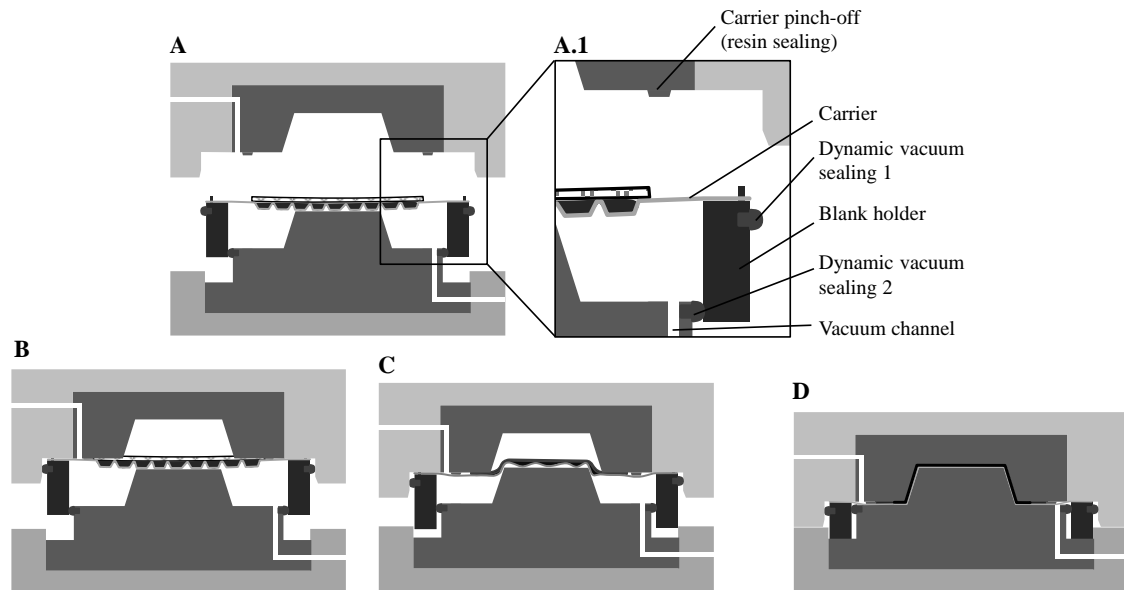 A
A.1
Carrier pinch-off
(resin sealing)
Carrier
Dynamic vacuum
sealing 1
Blank holder
Dynamic vacuum
sealing 2
Vacuum channel
B
C
D